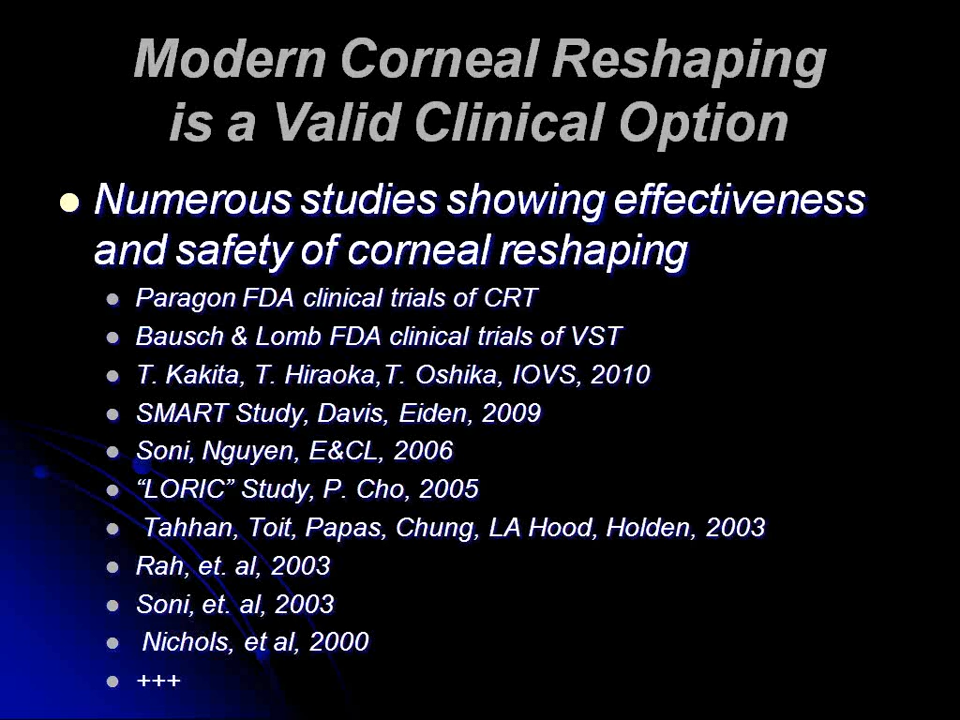 Modern Corneal Reshaping
is a Valid Clinical Option
Numerous studies showing effectiveness
and safety of corneal reshaping
Paragon FDA clinical trials of CRT
Bausch & Lomb FDA clinical trials of VST
T. Kakita, T. Hiraoka,T. Oshika, IOVS, 2010
SMART Study, Davis, Eiden, 2009
Soni, Nguyen, E&CL, 2006
“LORIC” Study, P. Cho, 2005
Tahhan, Toit, Papas, Chung, LA Hood, Holden, 2003
Rah, et. al, 2003
Soni, et. al, 2003
Nichols, et al, 2000
+++